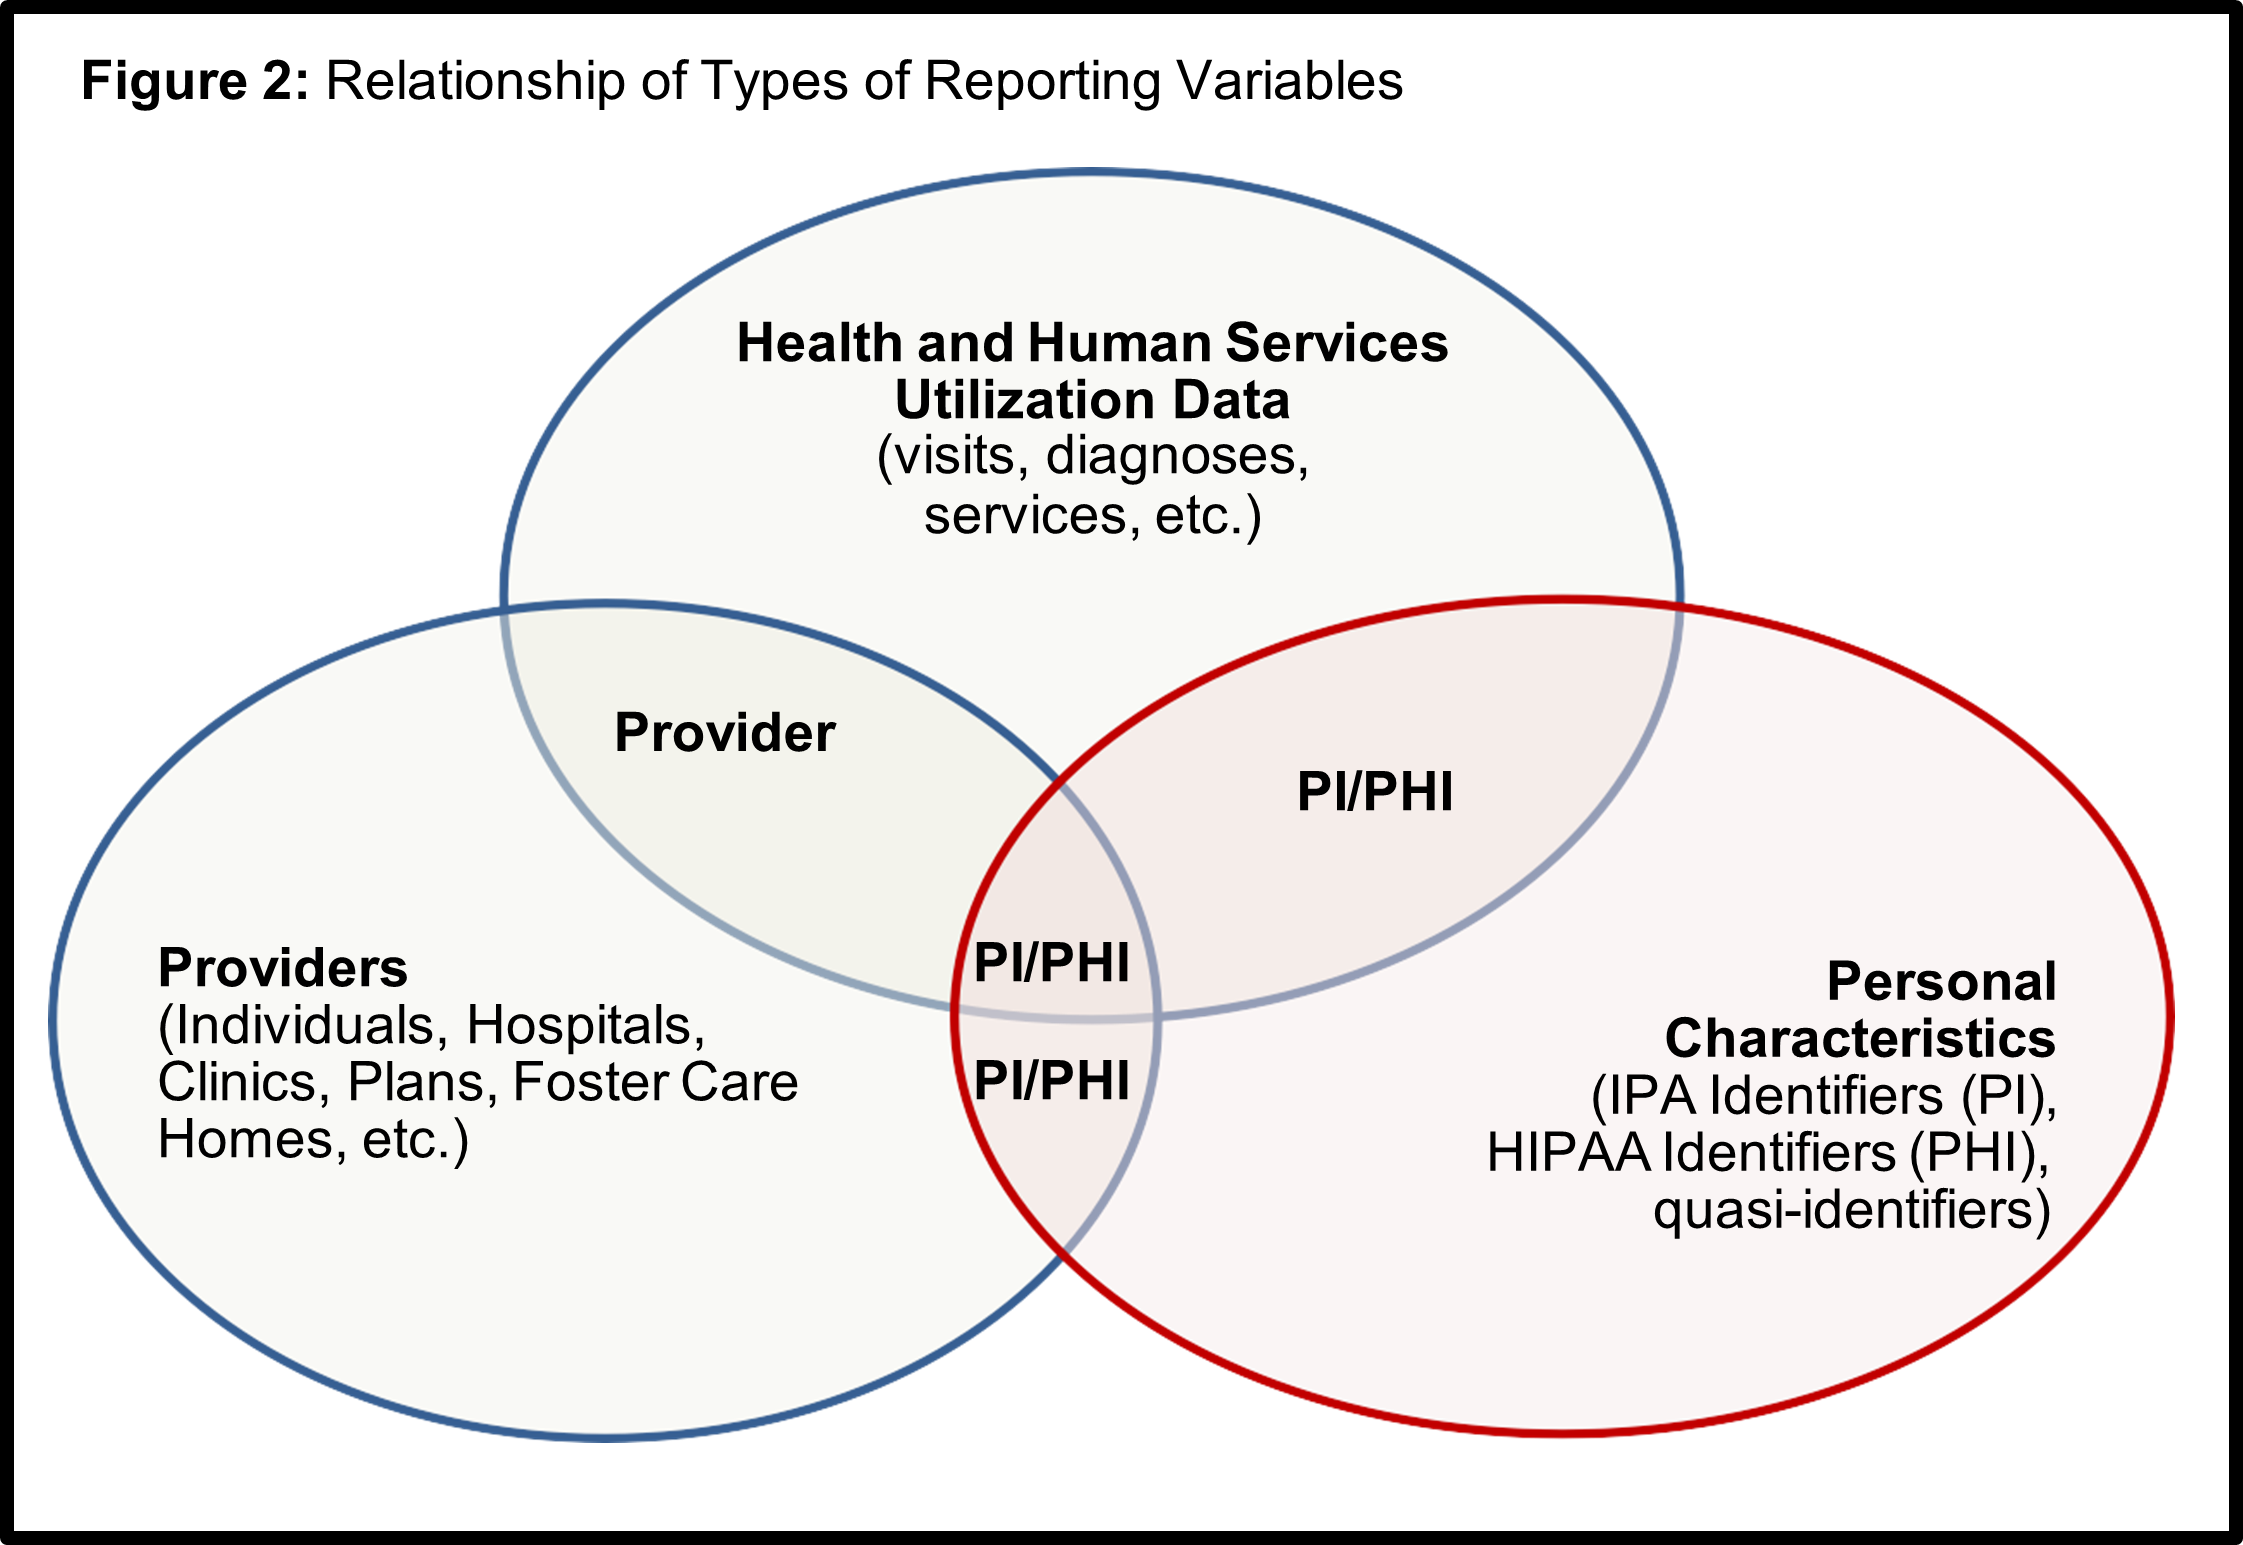 Figure 2: Relationship of Types of Reporting Variables
Health and Human Services
Utilization Data
(visits, diagnoses,
services, etc.)
Provider
PI/PHI
PI/PHI
PI/PHI
Providers
(Individuals, Hospitals,
Clinics, Plans, Foster Care
Homes, etc.)
Personal
Characteristics
(IPA Identifiers (PI),
HIPAA Identifiers (PHI),
quasi-identifiers)